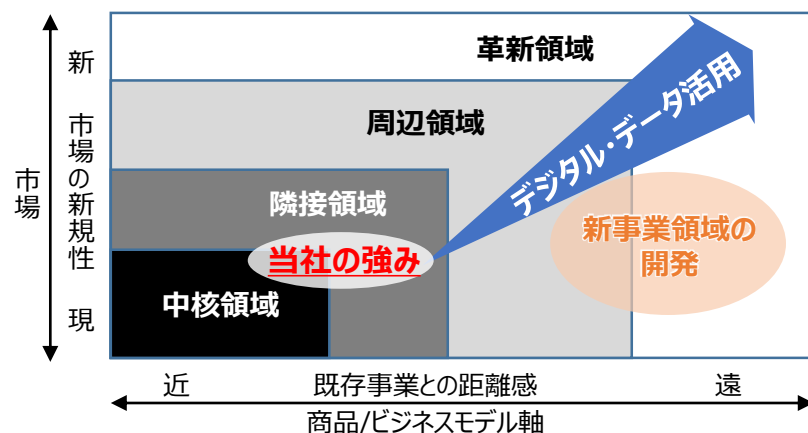 革新領域
周辺領域
隣接領域
中核領域
当社の強み
デジタル・データ活用
新事業領域の
開発
市場
新 市場の新規性 現
近 既存事業との距離感 遠
商品/ビジネスモデル軸